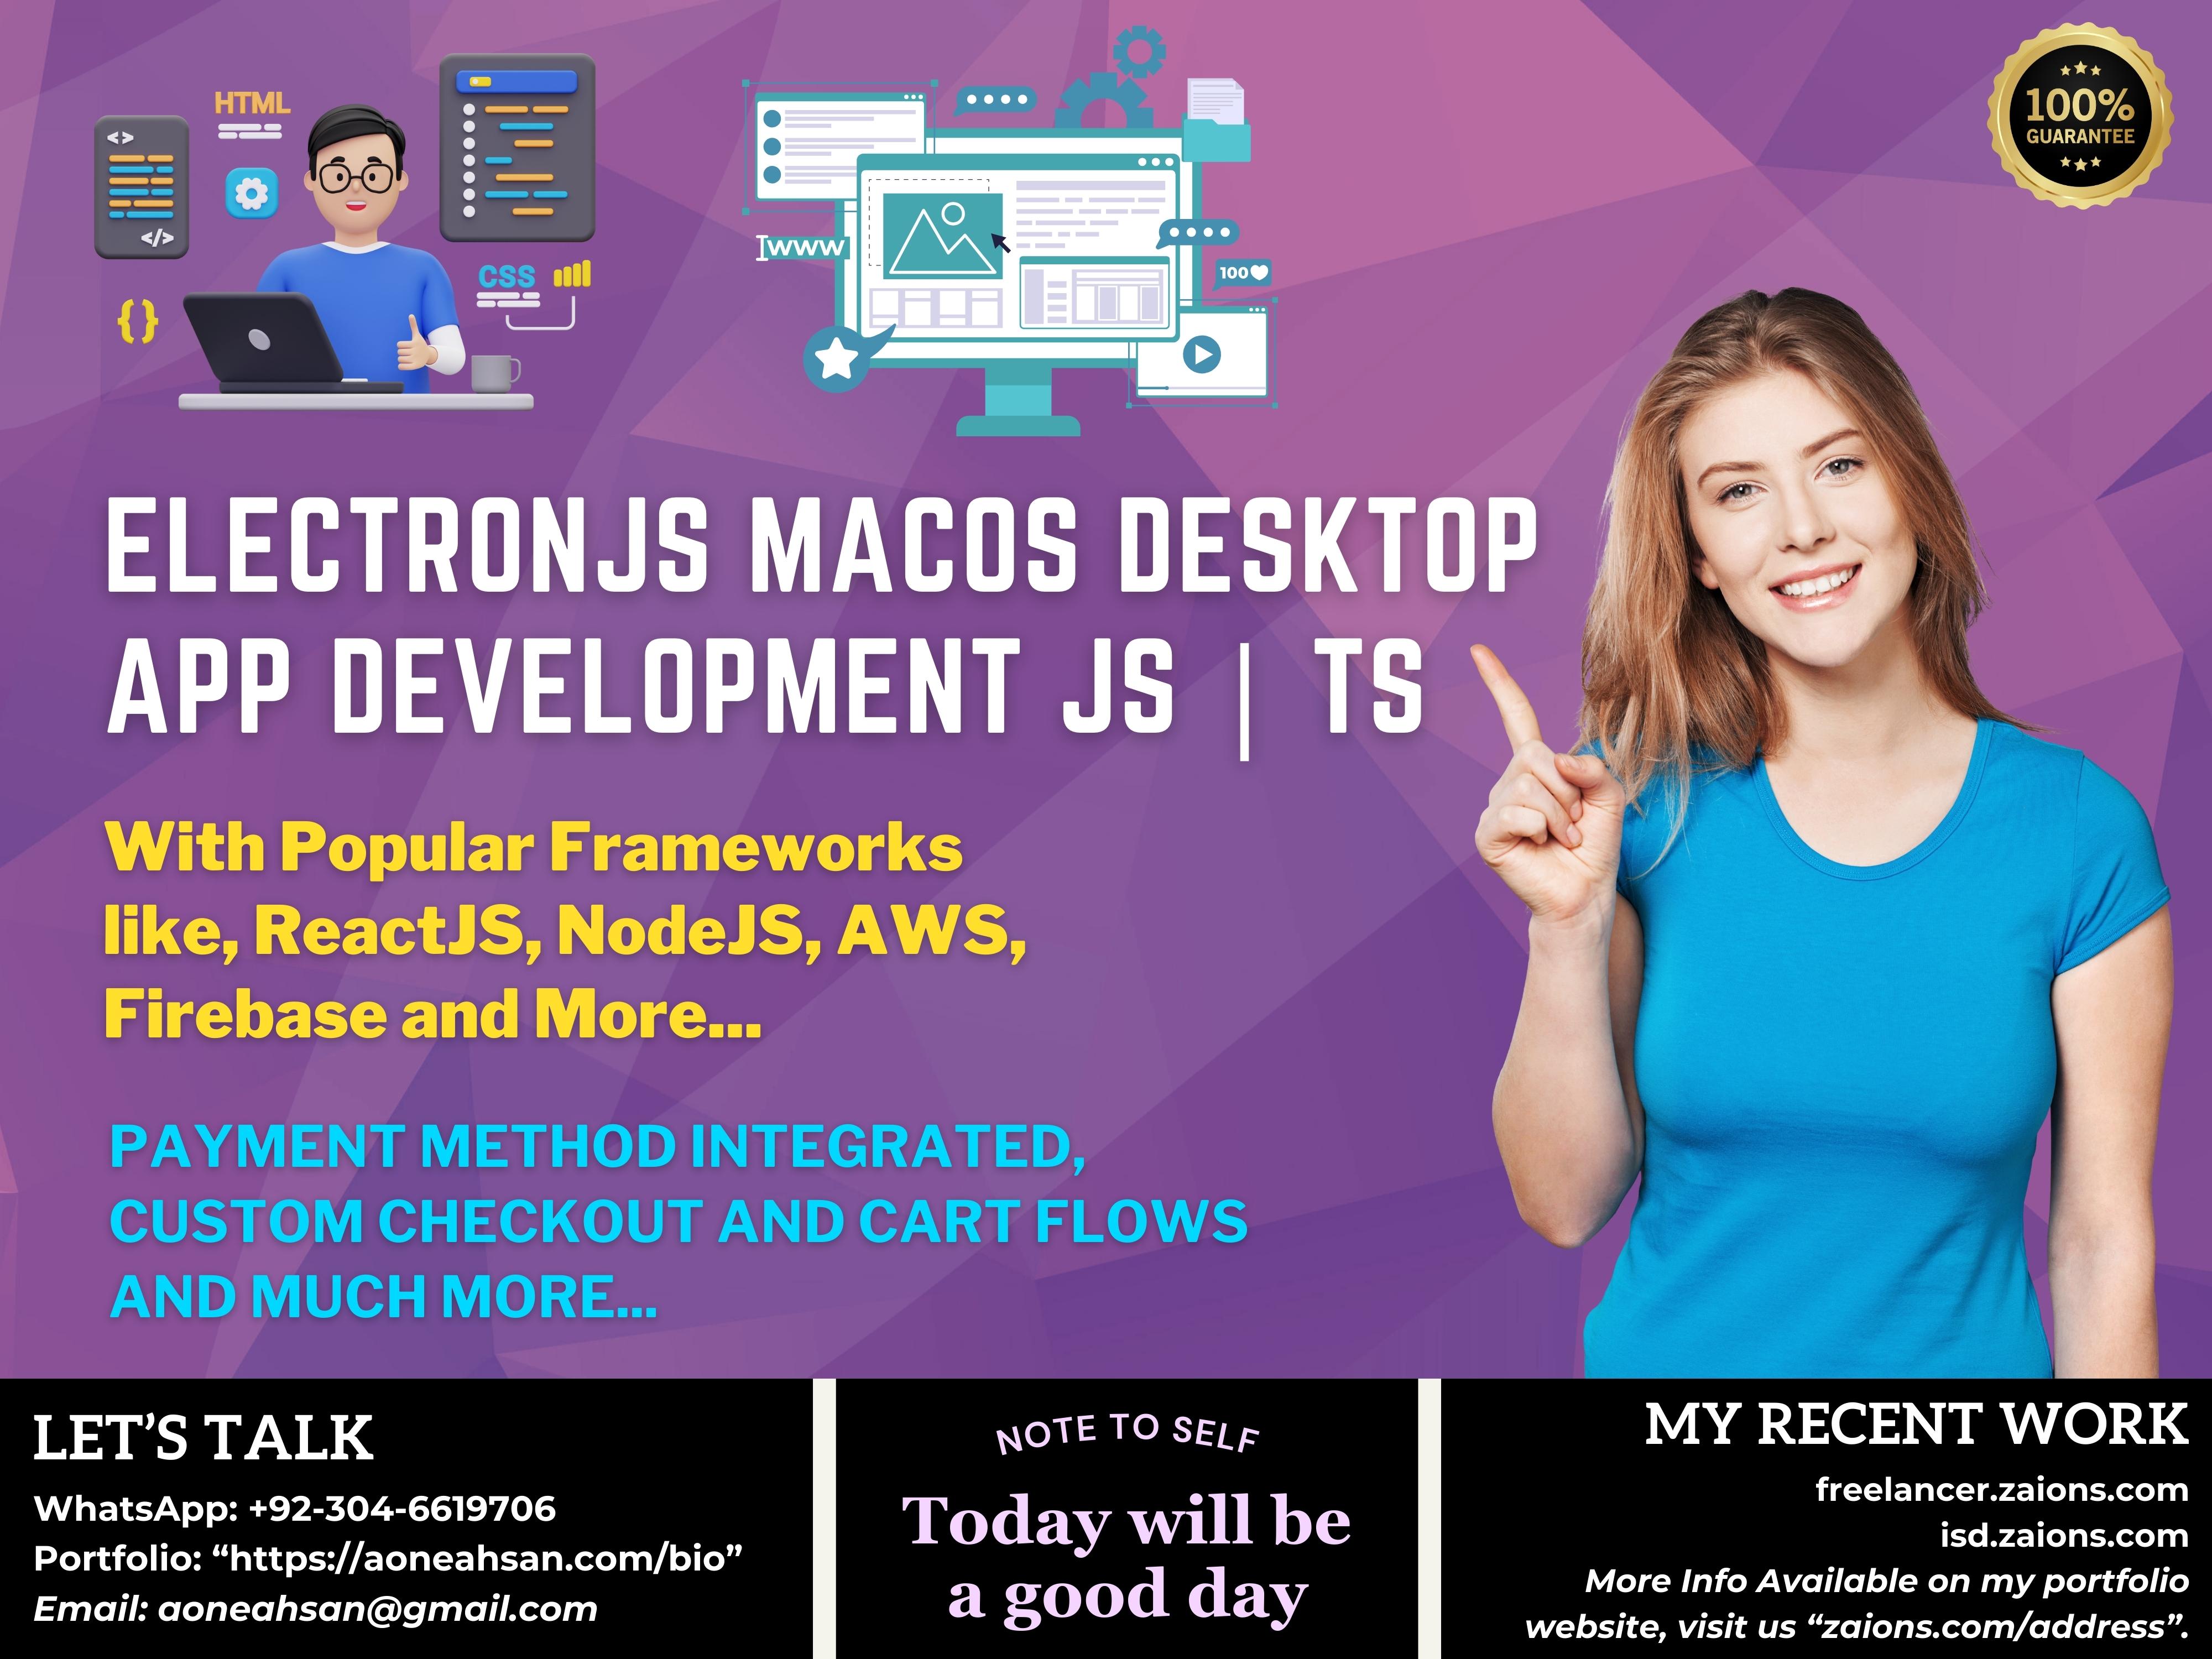 HTML
< >
</>
{ }
CSS
WWW
100
100%
GUARANTEE
ELECTRONJS MACOS DESKTOP
APP DEVELOPMENT JS | TS
With Popular Frameworks
like, ReactJS, NodeJS, AWS,
Firebase and More...
PAYMENT METHOD INTEGRATED,
CUSTOM CHECKOUT AND CART FLOWS
AND MUCH MORE...
LET’S TALK
WhatsApp: +92-304-6619706
Portfolio: “https://aoneahsan.com/bio”
Email: aoneahsan@gmail.com
NOTE TO SELF
Today will be
a good day
MY RECENT WORK
freelancer.zaions.com
isd.zaions.com
More Info Available on my portfolio
website, visit us “zaions.com/address”.